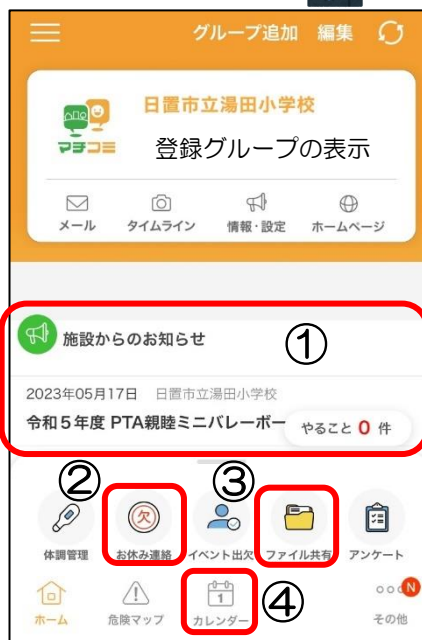 グループ追加 編集
日置市立湯田小学校
マチコミ
登録グループの表示
メール タイムライン 情報・設定 ホームページ
施設からのお知らせ
①
2023年05月17日 日置市立湯田小学校
令和5年度 PTA親睦ミニバレーボー
やること 0 件
② ③
欠
体調管理 お休み連絡 イベント出欠 ファイル共有 アンケート
1
④
N
ホーム 危険マップ カレンダー その他